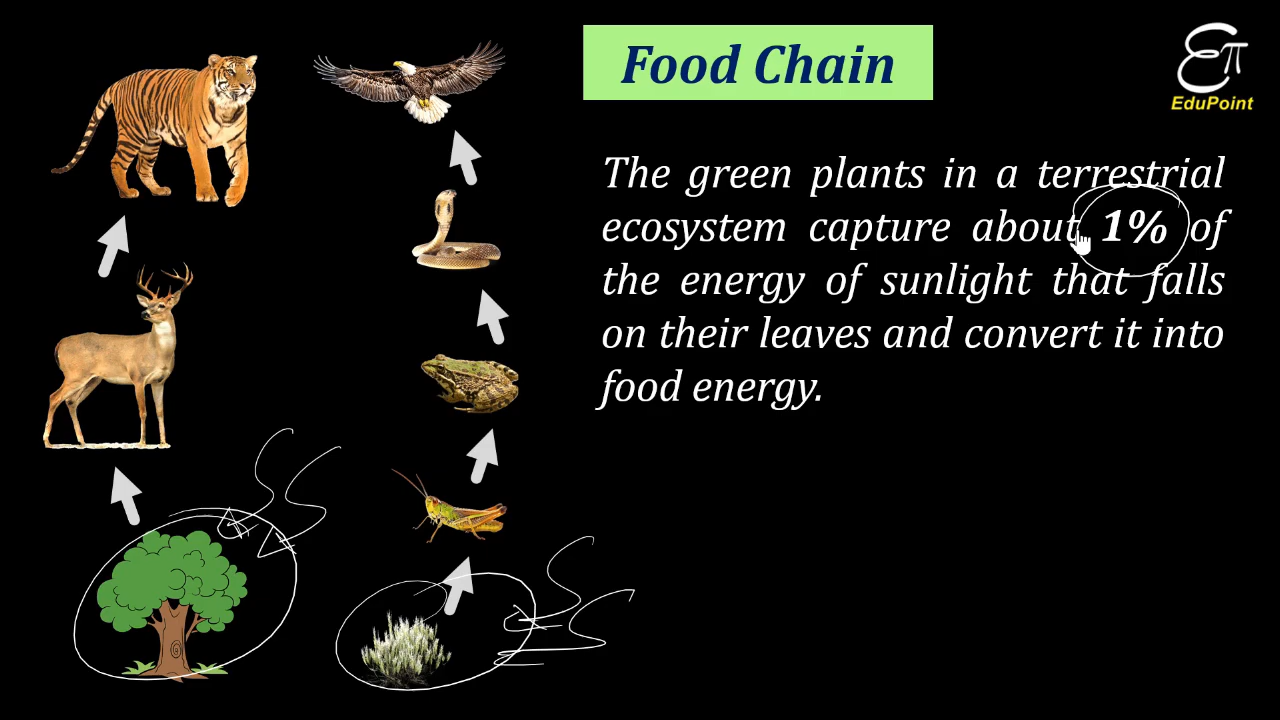 Food Chain
Eπ
EduPoint
The green plants in a terrestrial
ecosystem capture about 1% of
the energy of sunlight that falls
on their leaves and convert it into
food energy.